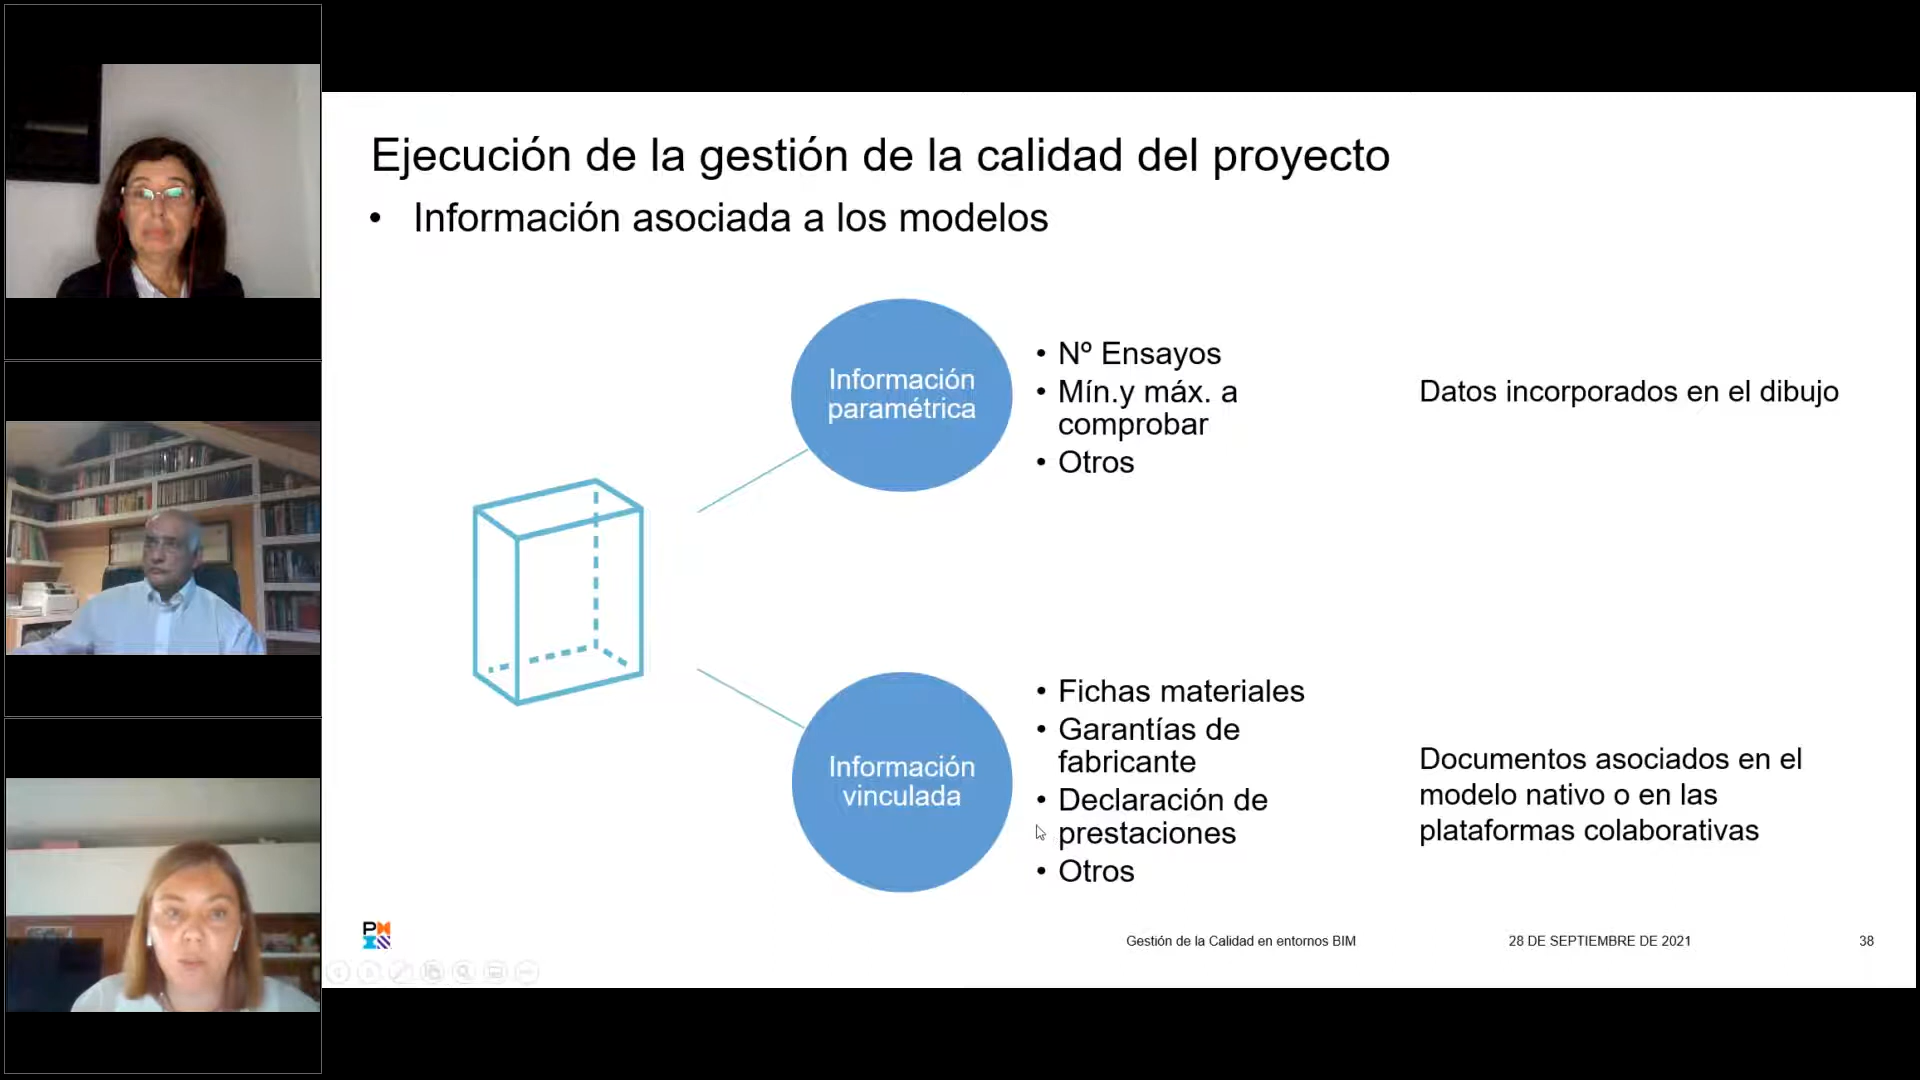 Ejecución de la gestión de la calidad del proyecto
• Información asociada a los modelos
Información
paramétrica
• Nº Ensayos
• Mín.y máx. a
comprobar
• Otros
Datos incorporados en el dibujo
Información
vinculada
• Fichas materiales
• Garantías de
fabricante
• Declaración de
prestaciones
• Otros
Documentos asociados en el
modelo nativo o en las
plataformas colaborativas
Gestión de la Calidad en entornos BIM
28 DE SEPTIEMBRE DE 2021
38